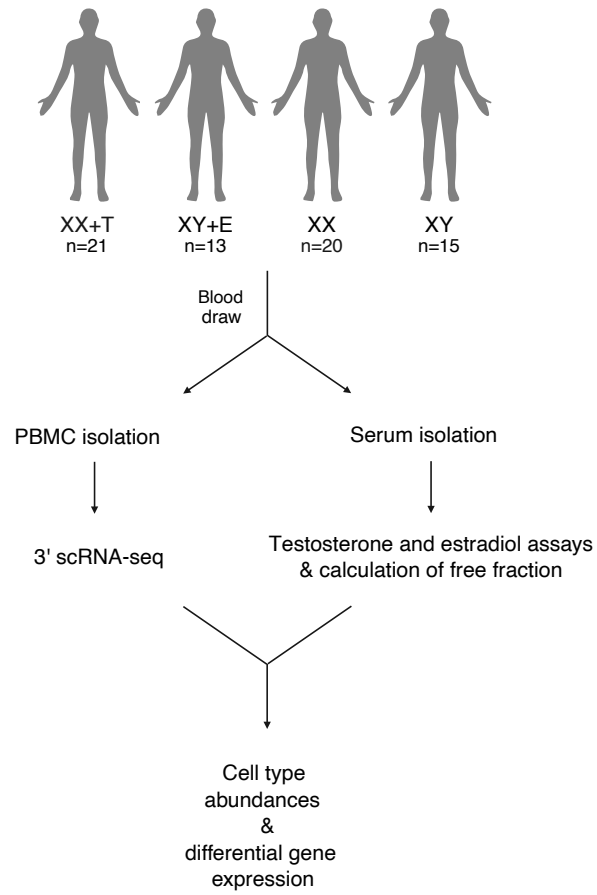 XX+T
n=21
XY+E
n=13
XX
n=20
XY
n=15
Blood
draw
PBMC isolation
Serum isolation
3' scRNA-seq
Testosterone and estradiol assays
& calculation of free fraction
Cell type
abundances
&
differential gene
expression